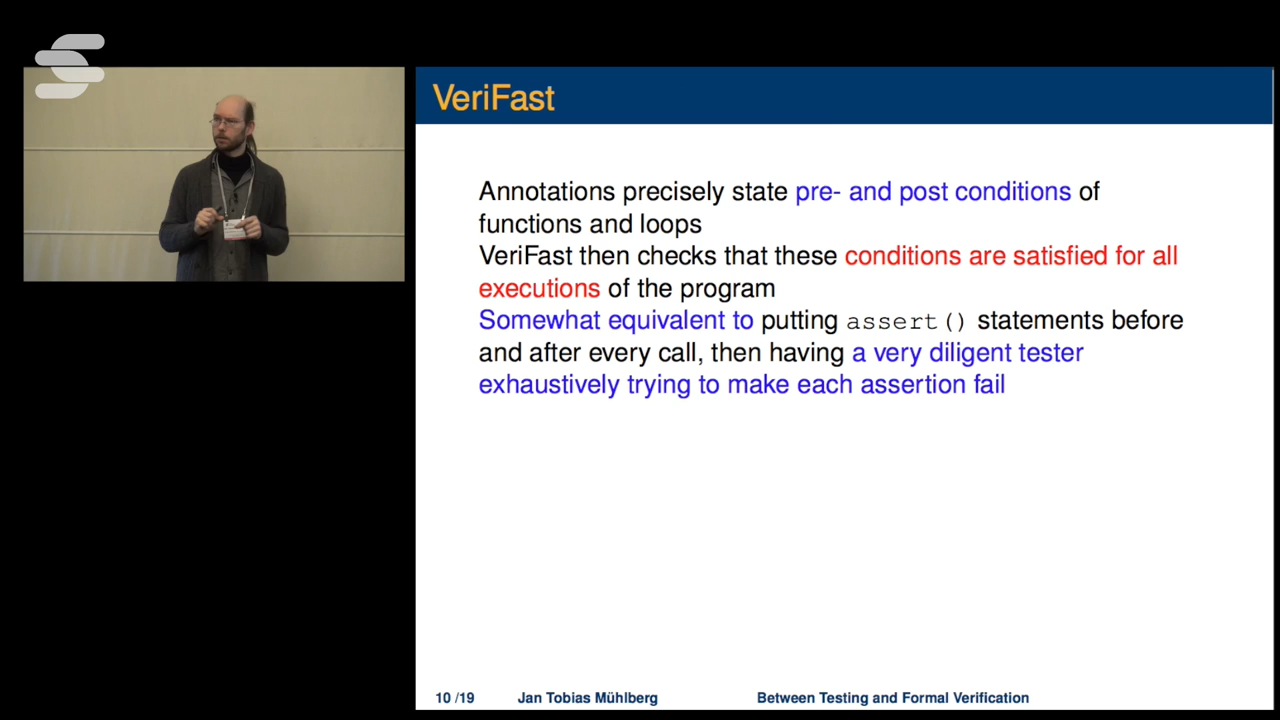 VeriFast
Annotations precisely state pre- and post conditions of
functions and loops
VeriFast then checks that these conditions are satisfied for all
executions of the program
Somewhat equivalent to putting assert() statements before
and after every call, then having a very diligent tester
exhaustively trying to make each assertion fail
10 /19 Jan Tobias Mühlberg Between Testing and Formal Verification